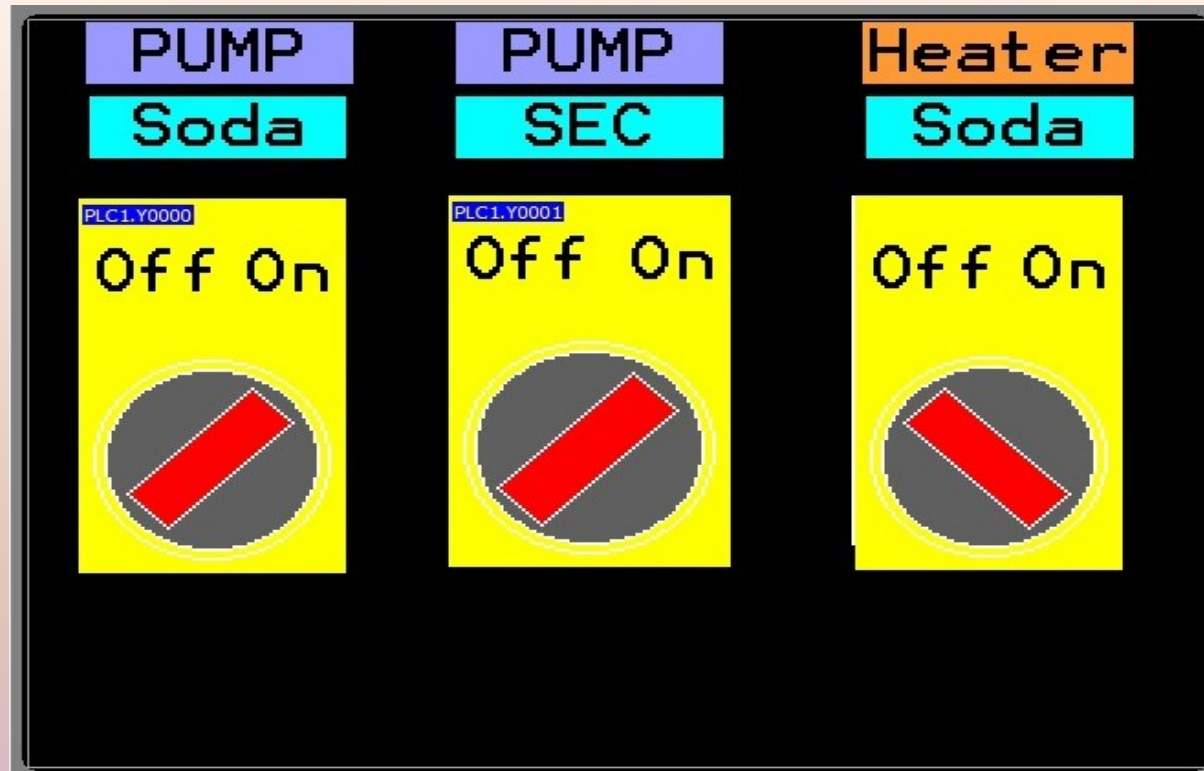 PUMP
Soda
PLC1.Y0000
Off On
PUMP
SEC
PLC1.Y0001
Off On
Heater
Soda
Off On